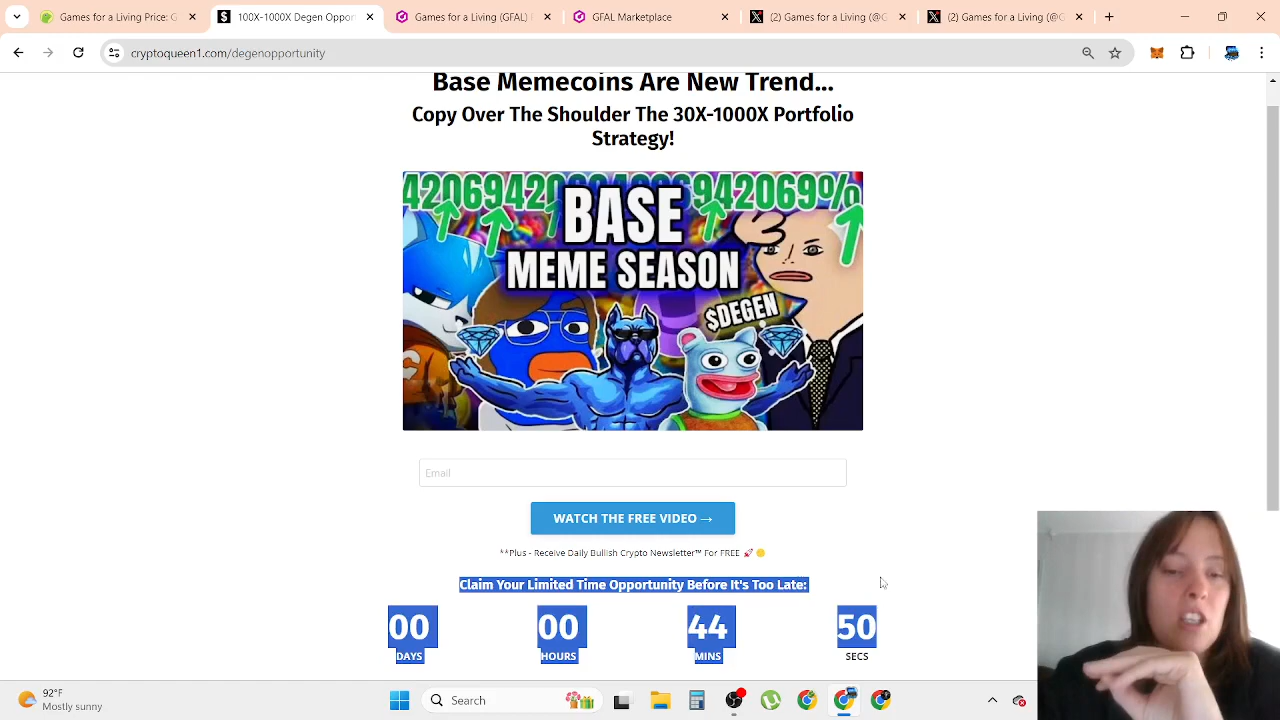 Games for a Living Price: G
100X-1000X Degen Oppor
Games for a Living (GFAL)
GFAL Marketplace
(2) Games for a Living (@G
(2) Games for a Living (@G
cryptoqueen1.com/degenopportunity
Base Memecoins Are New Trend...
Copy Over The Shoulder The 30X-1000X Portfolio
Strategy!
42069420
942069%
BASE
MEME SEASON
$DEGEN
Email
WATCH THE FREE VIDEO →
**Plus - Receive Daily Bullish Crypto Newsletter™ For FREE 🚀 🟡
Claim Your Limited Time Opportunity Before It's Too Late:
00 00 44 50
DAYS HOURS MINS SECS
92°F
Mostly sunny
Search